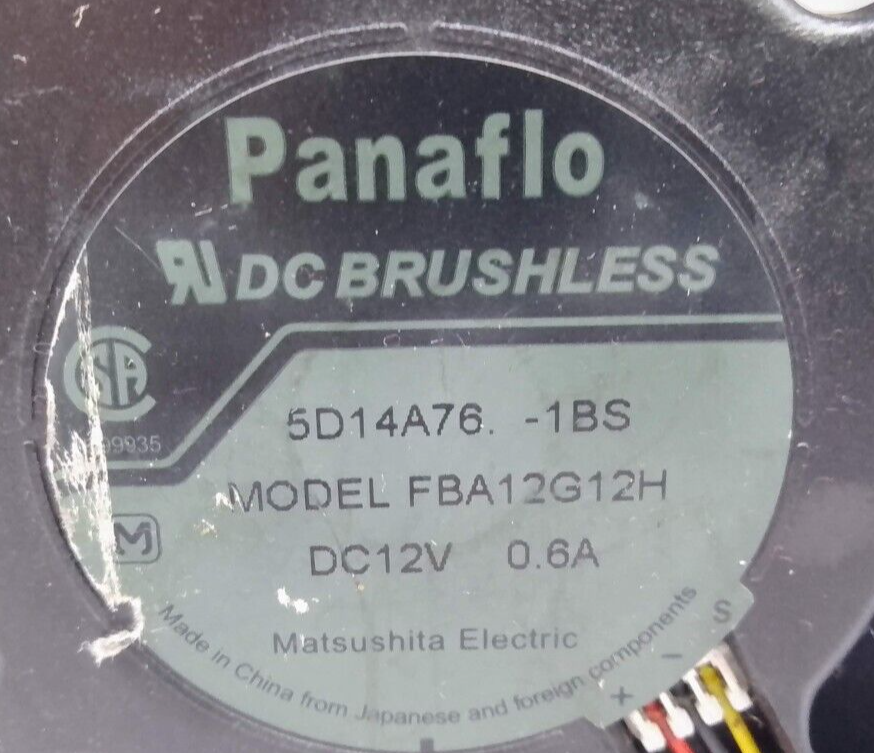 Panaflo
DC BRUSHLESS
5D14A76. -1BS
9935
MODEL FBA12G12H
M
DC12V 0.6A
Matsushita Electric
Made in China from Japanese and foreign components
+ − S